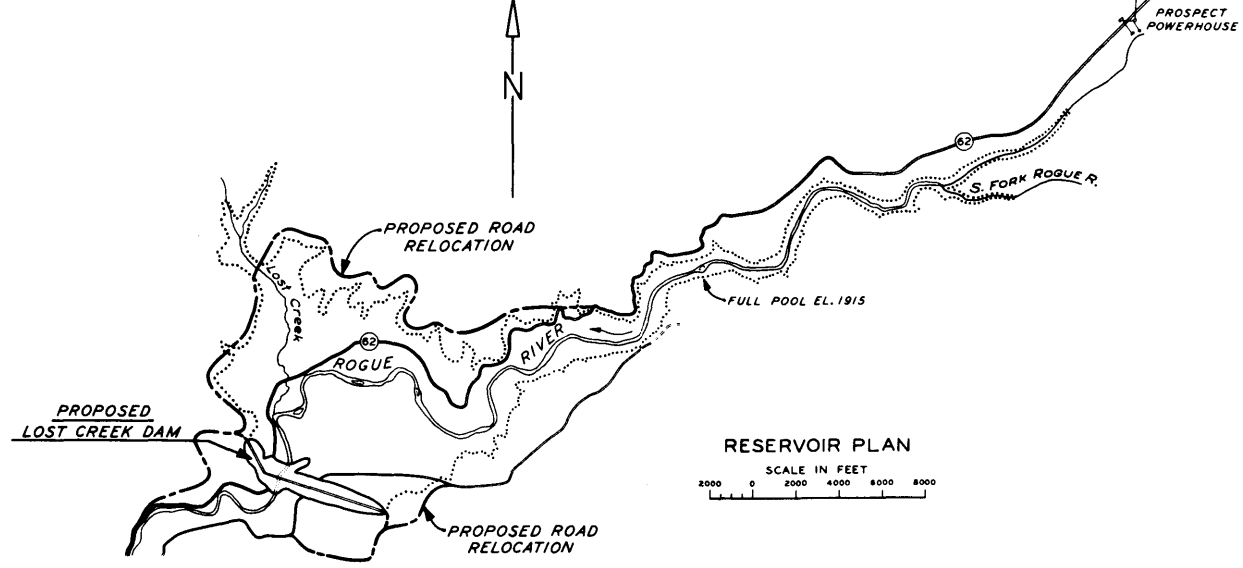 PROSPECT
POWERHOUSE
N
62
S. FORK ROGUE R.
PROPOSED ROAD
RELOCATION
Lost Creek
FULL POOL EL. 1915
62
ROGUE RIVER
PROPOSED
LOST CREEK DAM
RESERVOIR PLAN
SCALE IN FEET
2000 0 2000 4000 6000 8000
PROPOSED ROAD
RELOCATION